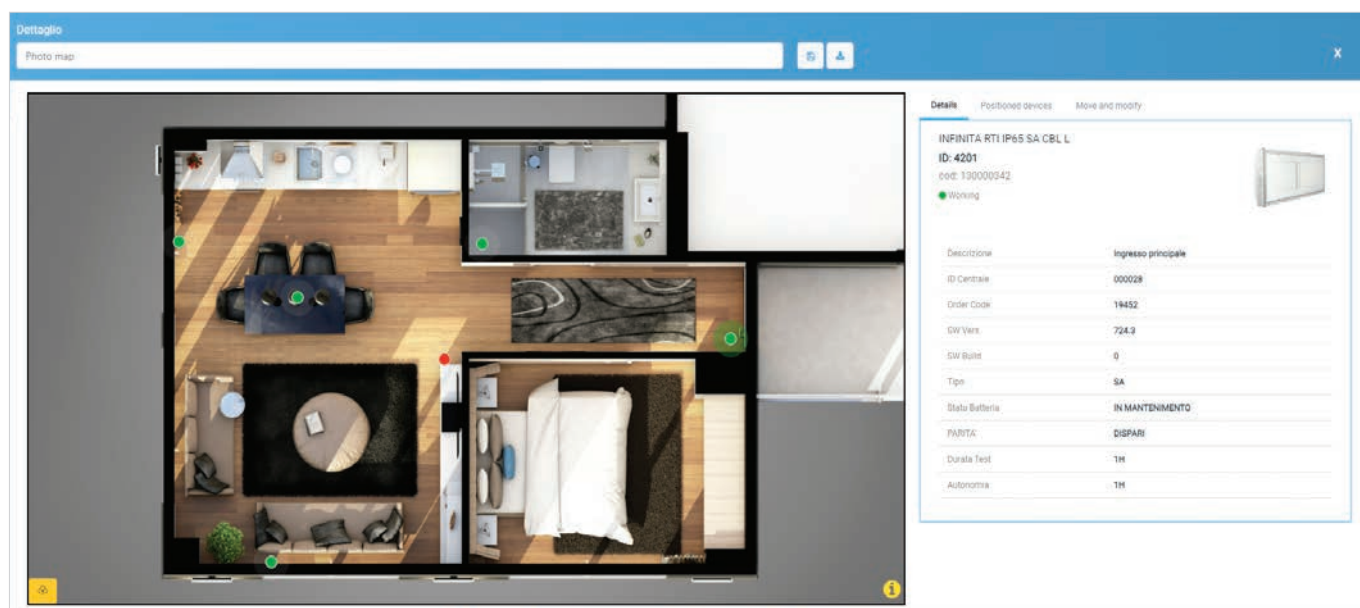 Dettaglio
Photo map
X
Details Positioned devices Move and modify
INFINITA RTI IP65 SA CBL L
ID: 4201
cod: 130000342
Working
Descrizione Ingresso principale
ID Centrale 000028
Order Code 19452
SW Vers 724.3
SW Build 0
Tipo SA
Stato Batteria IN MANTENIMENTO
PARITA' DISPARI
Durata Test 1H
Autonomia 1H